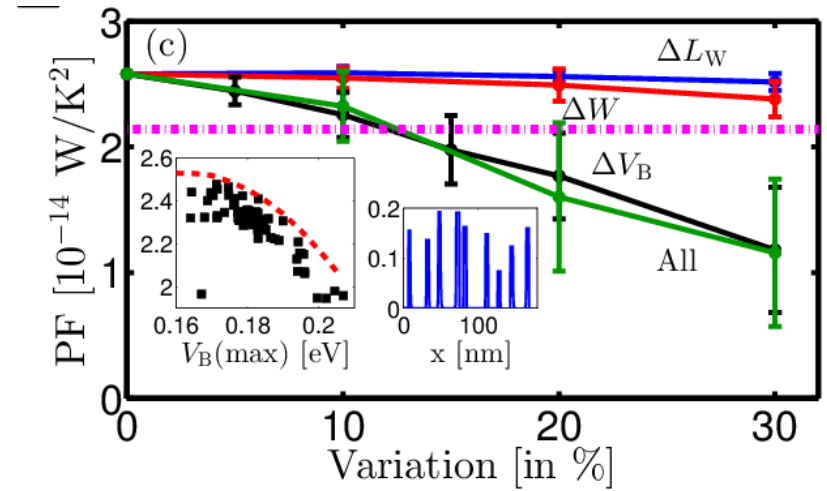 (c)
ΔL_W
ΔW
ΔV_B
All
PF [10^−14 W/K^2]
3
2
1
0
0 10 20 30
Variation [in %]
2.6
2.4
2.2
2
0.16 0.18 0.2
V_B(max) [eV]
0.2
0.1
0
0 100
x [nm]